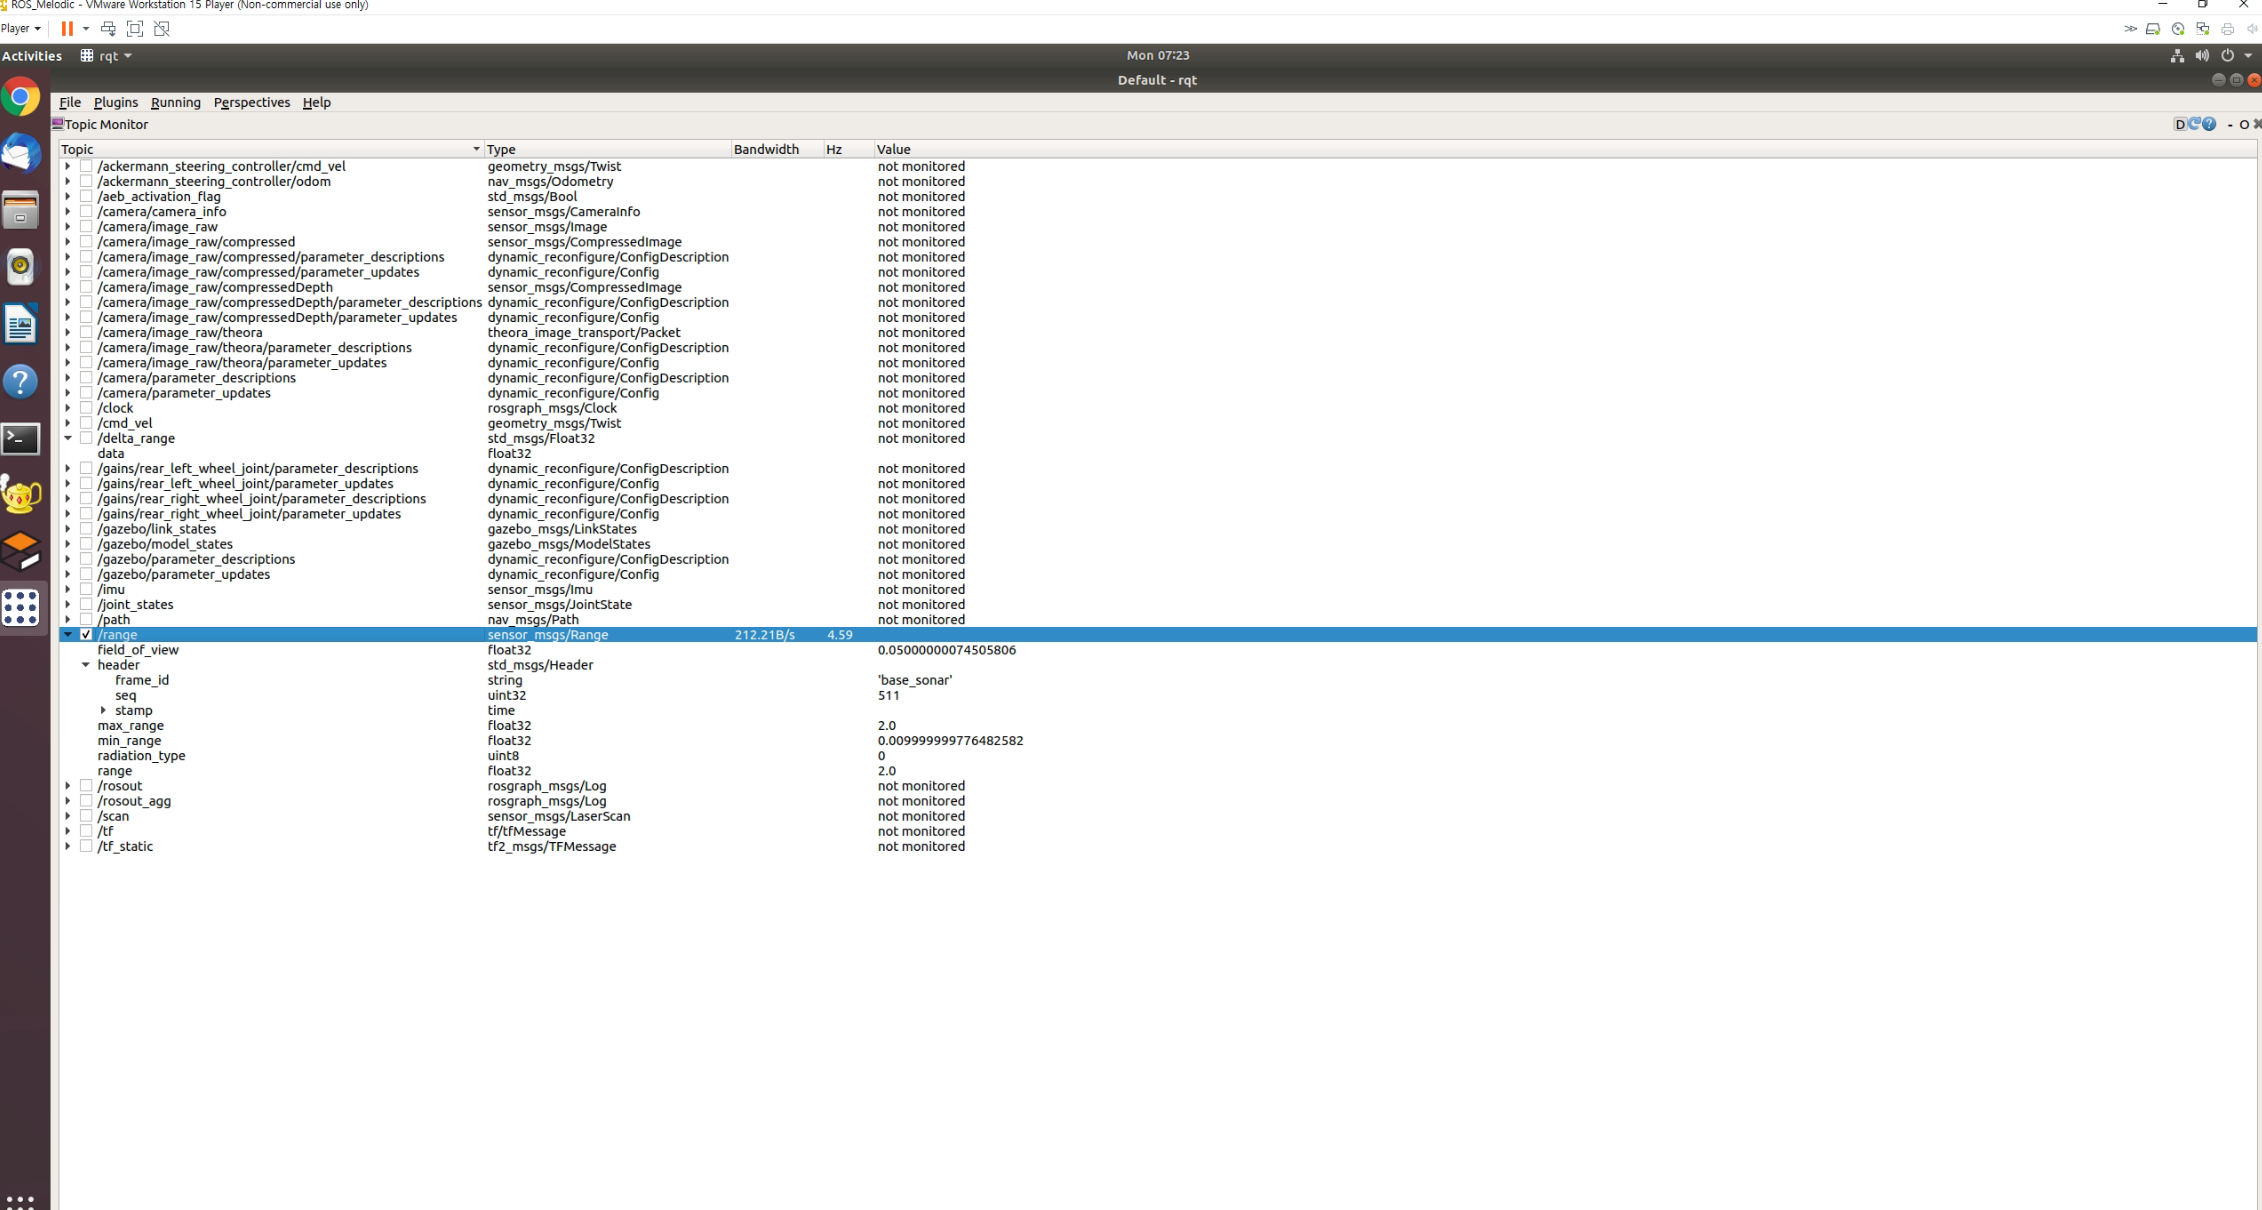 ROS_Melodic - VMware Workstation 15 Player (Non-commercial use only)
Player
Activities rqt Mon 07:23
Default - rqt
File Plugins Running Perspectives Help
Topic Monitor D - O
Topic Type Bandwidth Hz Value
/ackermann_steering_controller/cmd_vel geometry_msgs/Twist not monitored
/ackermann_steering_controller/odom nav_msgs/Odometry not monitored
/aeb_activation_flag std_msgs/Bool not monitored
/camera/camera_info sensor_msgs/CameraInfo not monitored
/camera/image_raw sensor_msgs/Image not monitored
/camera/image_raw/compressed sensor_msgs/CompressedImage not monitored
/camera/image_raw/compressed/parameter_descriptions dynamic_reconfigure/ConfigDescription not monitored
/camera/image_raw/compressed/parameter_updates dynamic_reconfigure/Config not monitored
/camera/image_raw/compressedDepth sensor_msgs/CompressedImage not monitored
/camera/image_raw/compressedDepth/parameter_descriptions dynamic_reconfigure/ConfigDescription not monitored
/camera/image_raw/compressedDepth/parameter_updates dynamic_reconfigure/Config not monitored
/camera/image_raw/theora theora_image_transport/Packet not monitored
/camera/image_raw/theora/parameter_descriptions dynamic_reconfigure/ConfigDescription not monitored
/camera/image_raw/theora/parameter_updates dynamic_reconfigure/Config not monitored
/camera/parameter_descriptions dynamic_reconfigure/ConfigDescription not monitored
/camera/parameter_updates dynamic_reconfigure/Config not monitored
/clock rosgraph_msgs/Clock not monitored
/cmd_vel geometry_msgs/Twist not monitored
/delta_range std_msgs/Float32 not monitored
data float32
/gains/rear_left_wheel_joint/parameter_descriptions dynamic_reconfigure/ConfigDescription not monitored
/gains/rear_left_wheel_joint/parameter_updates dynamic_reconfigure/Config not monitored
/gains/rear_right_wheel_joint/parameter_descriptions dynamic_reconfigure/ConfigDescription not monitored
/gains/rear_right_wheel_joint/parameter_updates dynamic_reconfigure/Config not monitored
/gazebo/link_states gazebo_msgs/LinkStates not monitored
/gazebo/model_states gazebo_msgs/ModelStates not monitored
/gazebo/parameter_descriptions dynamic_reconfigure/ConfigDescription not monitored
/gazebo/parameter_updates dynamic_reconfigure/Config not monitored
/imu sensor_msgs/Imu not monitored
/joint_states sensor_msgs/JointState not monitored
/path nav_msgs/Path not monitored
/range sensor_msgs/Range 212.21B/s 4.59
field_of_view float32 0.05000000074505806
header std_msgs/Header
frame_id string 'base_sonar'
seq uint32 511
stamp time
max_range float32 2.0
min_range float32 0.009999999776482582
radiation_type uint8 0
range float32 2.0
/rosout rosgraph_msgs/Log not monitored
/rosout_agg rosgraph_msgs/Log not monitored
/scan sensor_msgs/LaserScan not monitored
/tf tf/tfMessage not monitored
/tf_static tf2_msgs/TFMessage not monitored